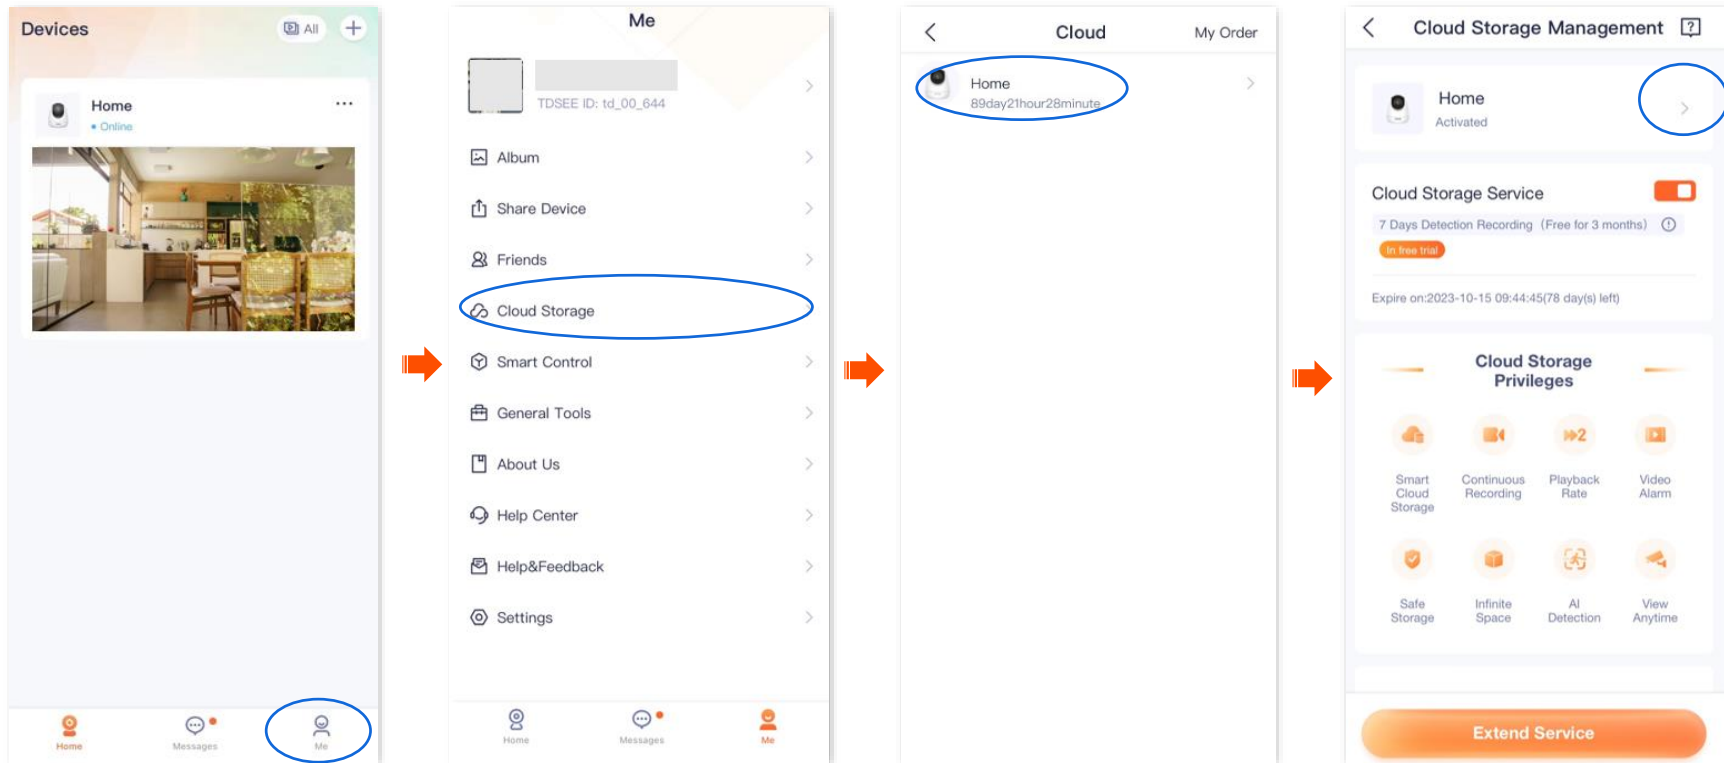 Devices
All
Home
• Online
Home
Messages
Me
Me
TDSEE ID: td_00_644
Album
Share Device
Friends
Cloud Storage
Smart Control
General Tools
About Us
Help Center
Help&Feedback
Settings
Home
Messages
Me
Cloud
My Order
Home
89day21hour28minute
Cloud Storage Management
Home
Activated
Cloud Storage Service
7 Days Detection Recording (Free for 3 months)
In free trial
Expire on:2023-10-15 09:44:45(78 day(s) left)
Cloud Storage
Privileges
2
Smart
Cloud
Storage
Continuous
Recording
Playback
Rate
Video
Alarm
Safe
Storage
Infinite
Space
AI
Detection
View
Anytime
Extend Service